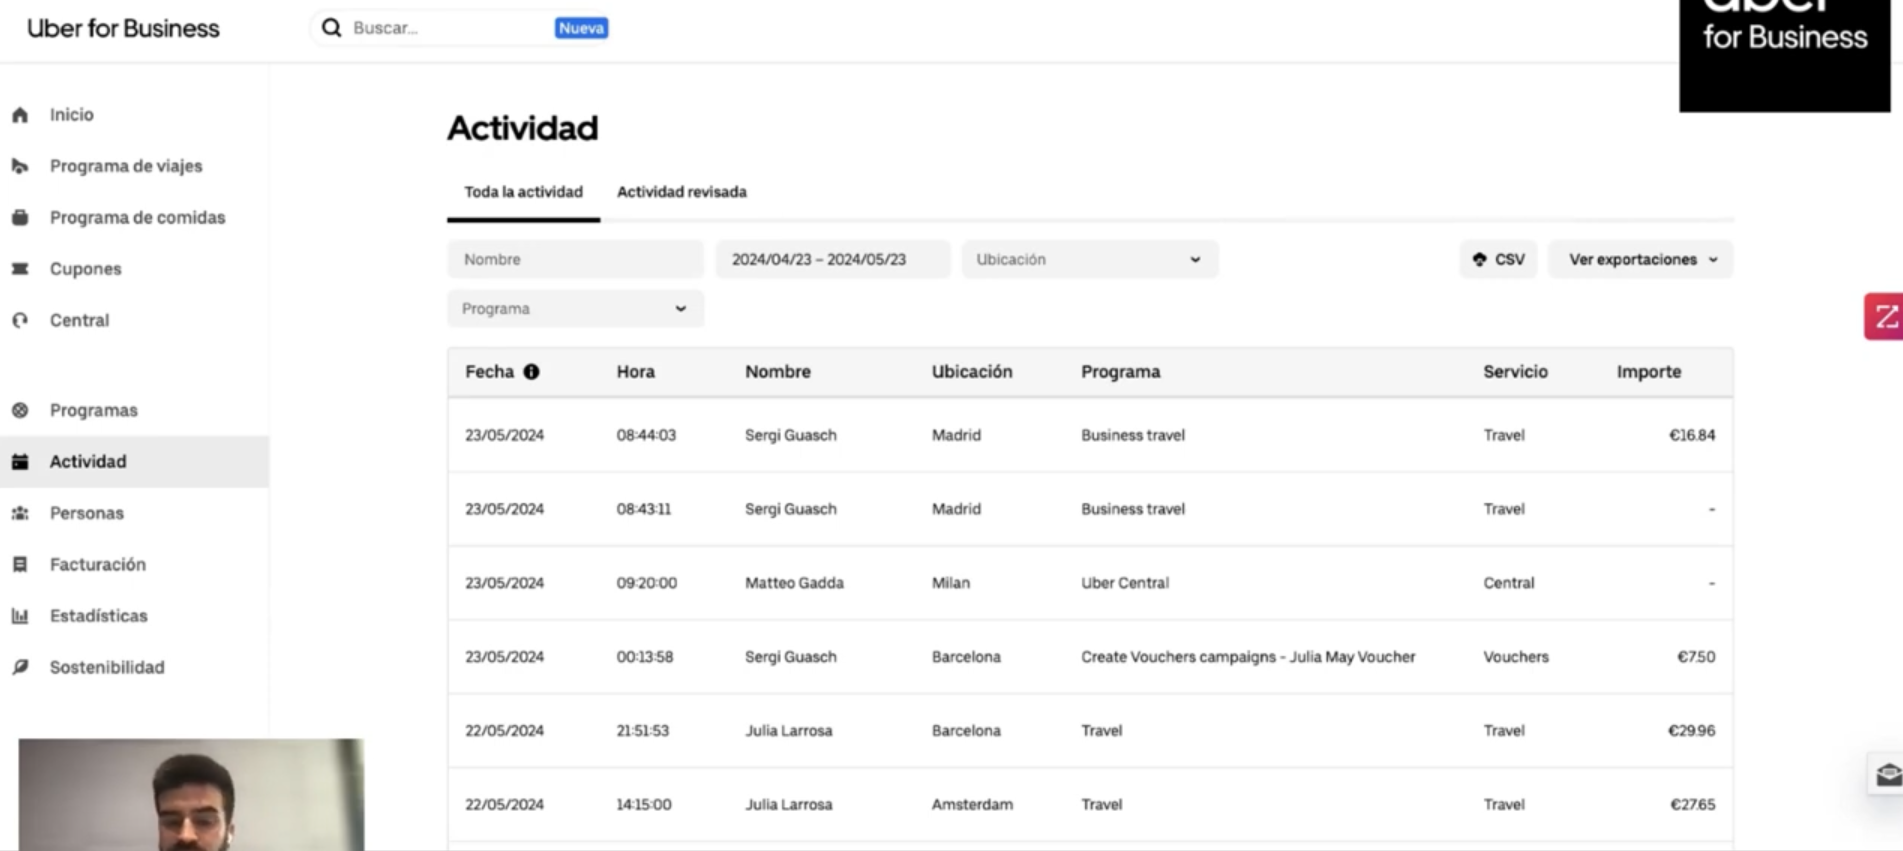 Uber for Business
Buscar...
Nueva
Uber
for Business
Inicio
Programa de viajes
Programa de comidas
Cupones
Central
Programas
Actividad
Personas
Facturación
Estadísticas
Sostenibilidad
Actividad
Toda la actividad Actividad revisada
Nombre 2024/04/23 – 2024/05/23 Ubicación CSV Ver exportaciones
Programa
Fecha Hora Nombre Ubicación Programa Servicio Importe
23/05/2024 08:44:03 Sergi Guasch Madrid Business travel Travel €16.84
23/05/2024 08:43:11 Sergi Guasch Madrid Business travel Travel -
23/05/2024 09:20:00 Matteo Gadda Milan Uber Central Central -
23/05/2024 00:13:58 Sergi Guasch Barcelona Create Vouchers campaigns - Julia May Voucher Vouchers €7.50
22/05/2024 21:51:53 Julia Larrosa Barcelona Travel Travel €29.96
22/05/2024 14:15:00 Julia Larrosa Amsterdam Travel Travel €27.65